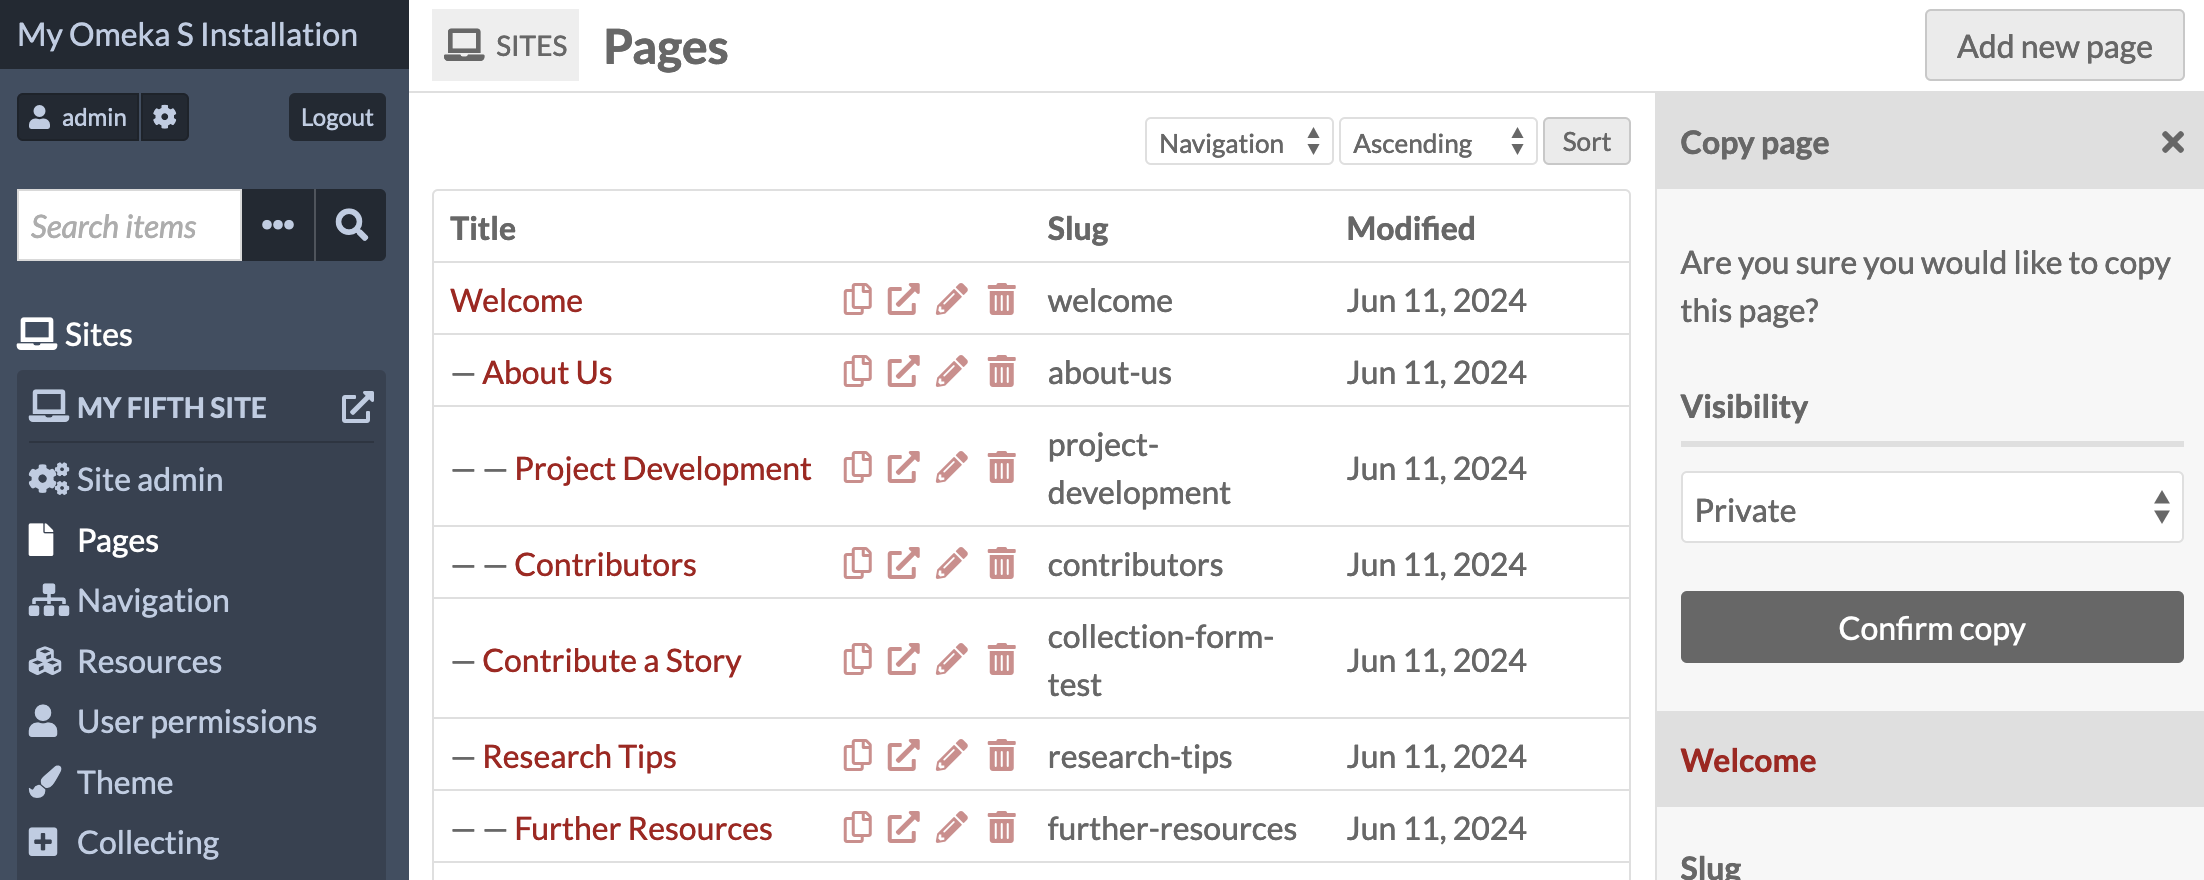 My Omeka S Installation
admin
Logout
Search items
Sites
MY FIFTH SITE
Site admin
Pages
Navigation
Resources
User permissions
Theme
Collecting
SITES
Pages
Add new page
Navigation
Ascending
Sort
Title Slug Modified
Welcome welcome Jun 11, 2024
— About Us about-us Jun 11, 2024
— — Project Development project-
development Jun 11, 2024
— — Contributors contributors Jun 11, 2024
— Contribute a Story collection-form-
test Jun 11, 2024
— Research Tips research-tips Jun 11, 2024
— — Further Resources further-resources Jun 11, 2024
Copy page
Are you sure you would like to copy
this page?
Visibility
Private
Confirm copy
Welcome
Slug